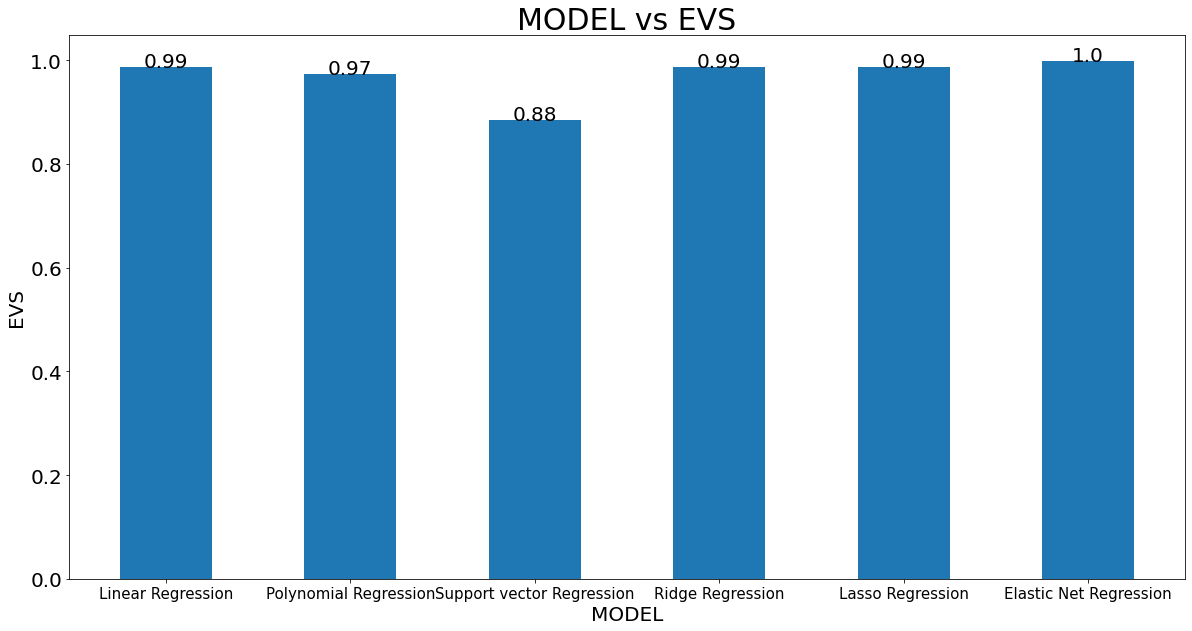 MODEL vs EVS
EVS
1.0
0.8
0.6
0.4
0.2
0.0
0.99
0.97
0.88
0.99
0.99
1.0
Linear Regression
Polynomial Regression
Support vector Regression
Ridge Regression
Lasso Regression
Elastic Net Regression
MODEL